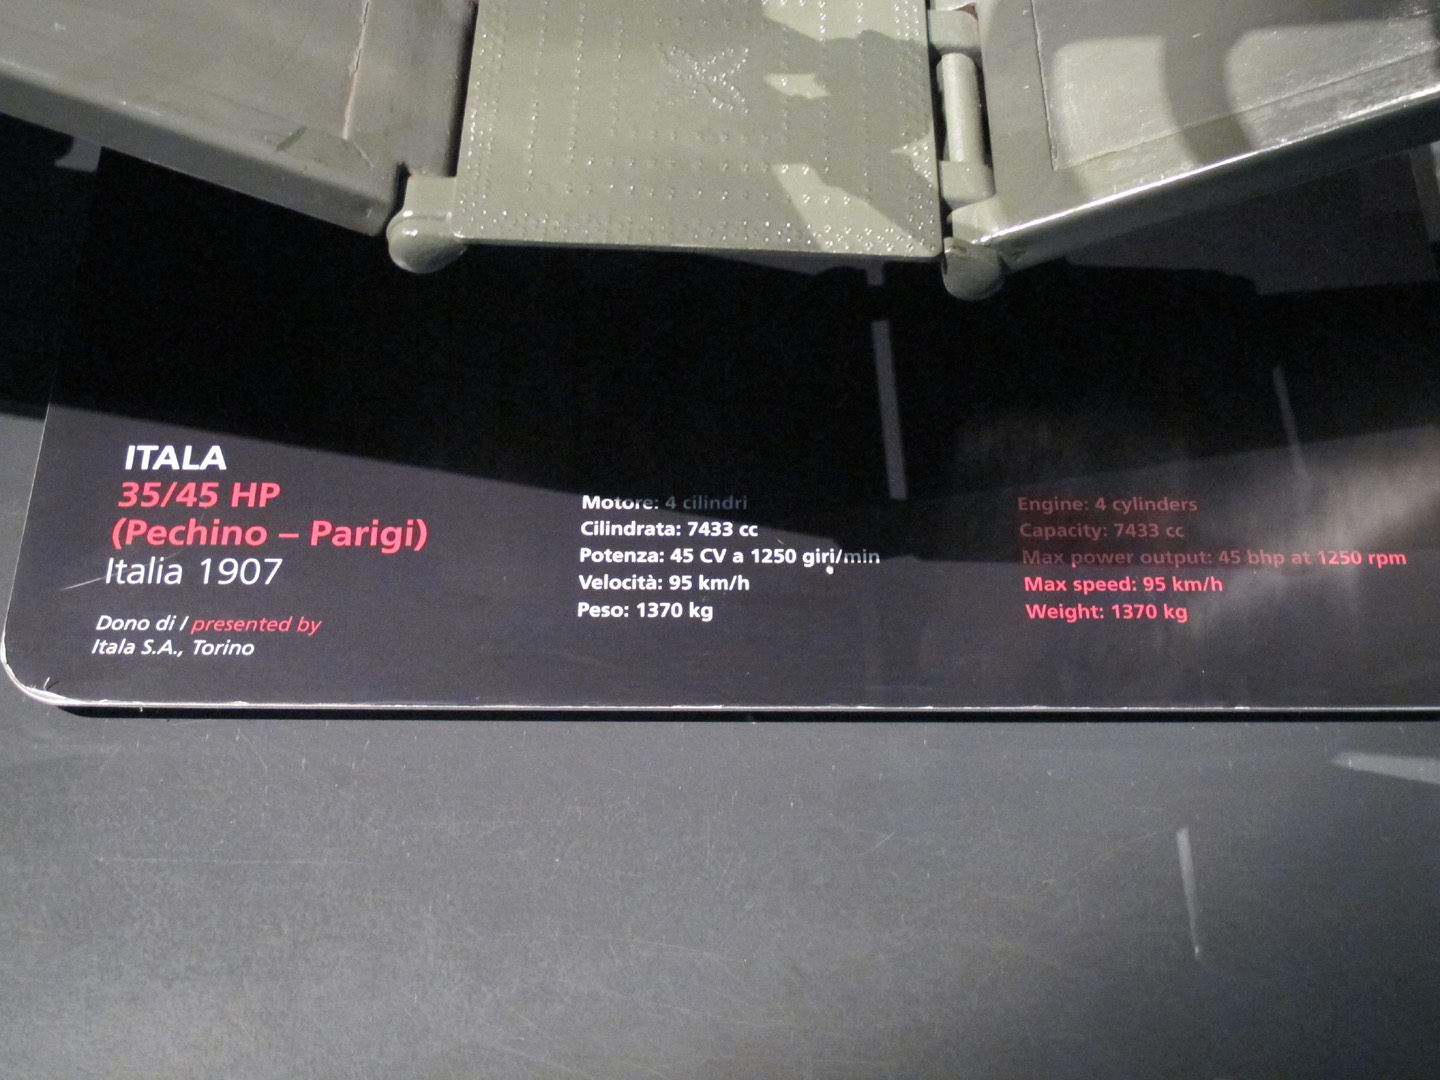 ITALA
35/45 HP
(Pechino – Parigi)
Italia 1907
Dono di / presented by
Itala S.A., Torino
Motore: 4 cilindri
Cilindrata: 7433 cc
Potenza: 45 CV a 1250 giri/min
Velocità: 95 km/h
Peso: 1370 kg
Engine: 4 cylinders
Capacity: 7433 cc
Max power output: 45 bhp at 1250 rpm
Max speed: 95 km/h
Weight: 1370 kg